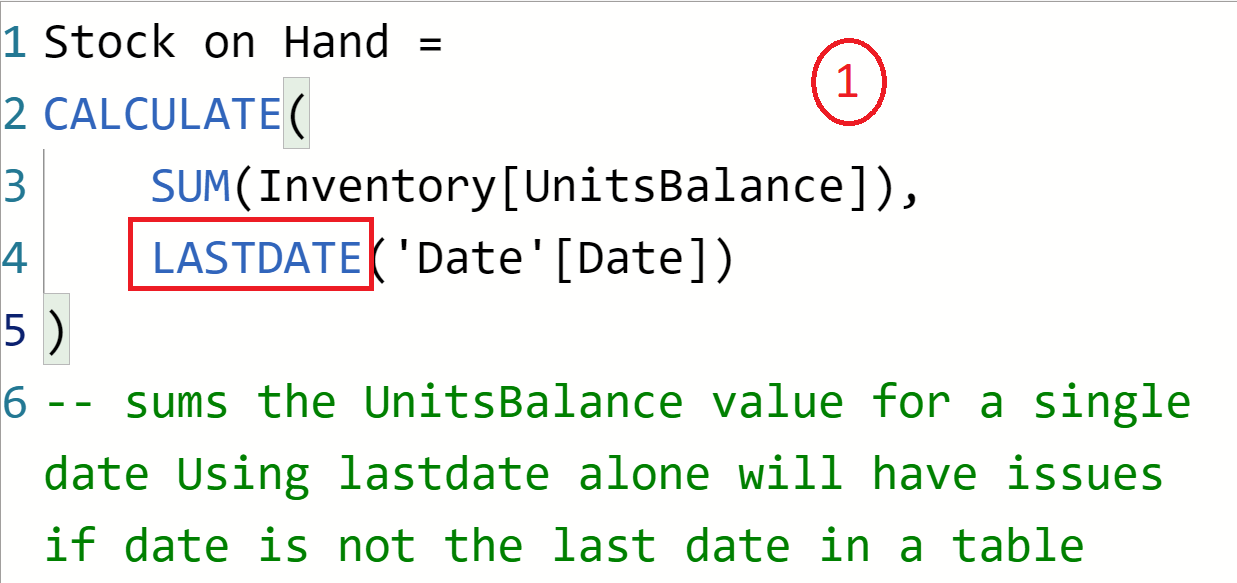 1 Stock on Hand =
1
2 CALCULATE(
3 SUM(Inventory[UnitsBalance]),
4 LASTDATE('Date'[Date])
5 )
6 -- sums the UnitsBalance value for a single
date Using lastdate alone will have issues
if date is not the last date in a table